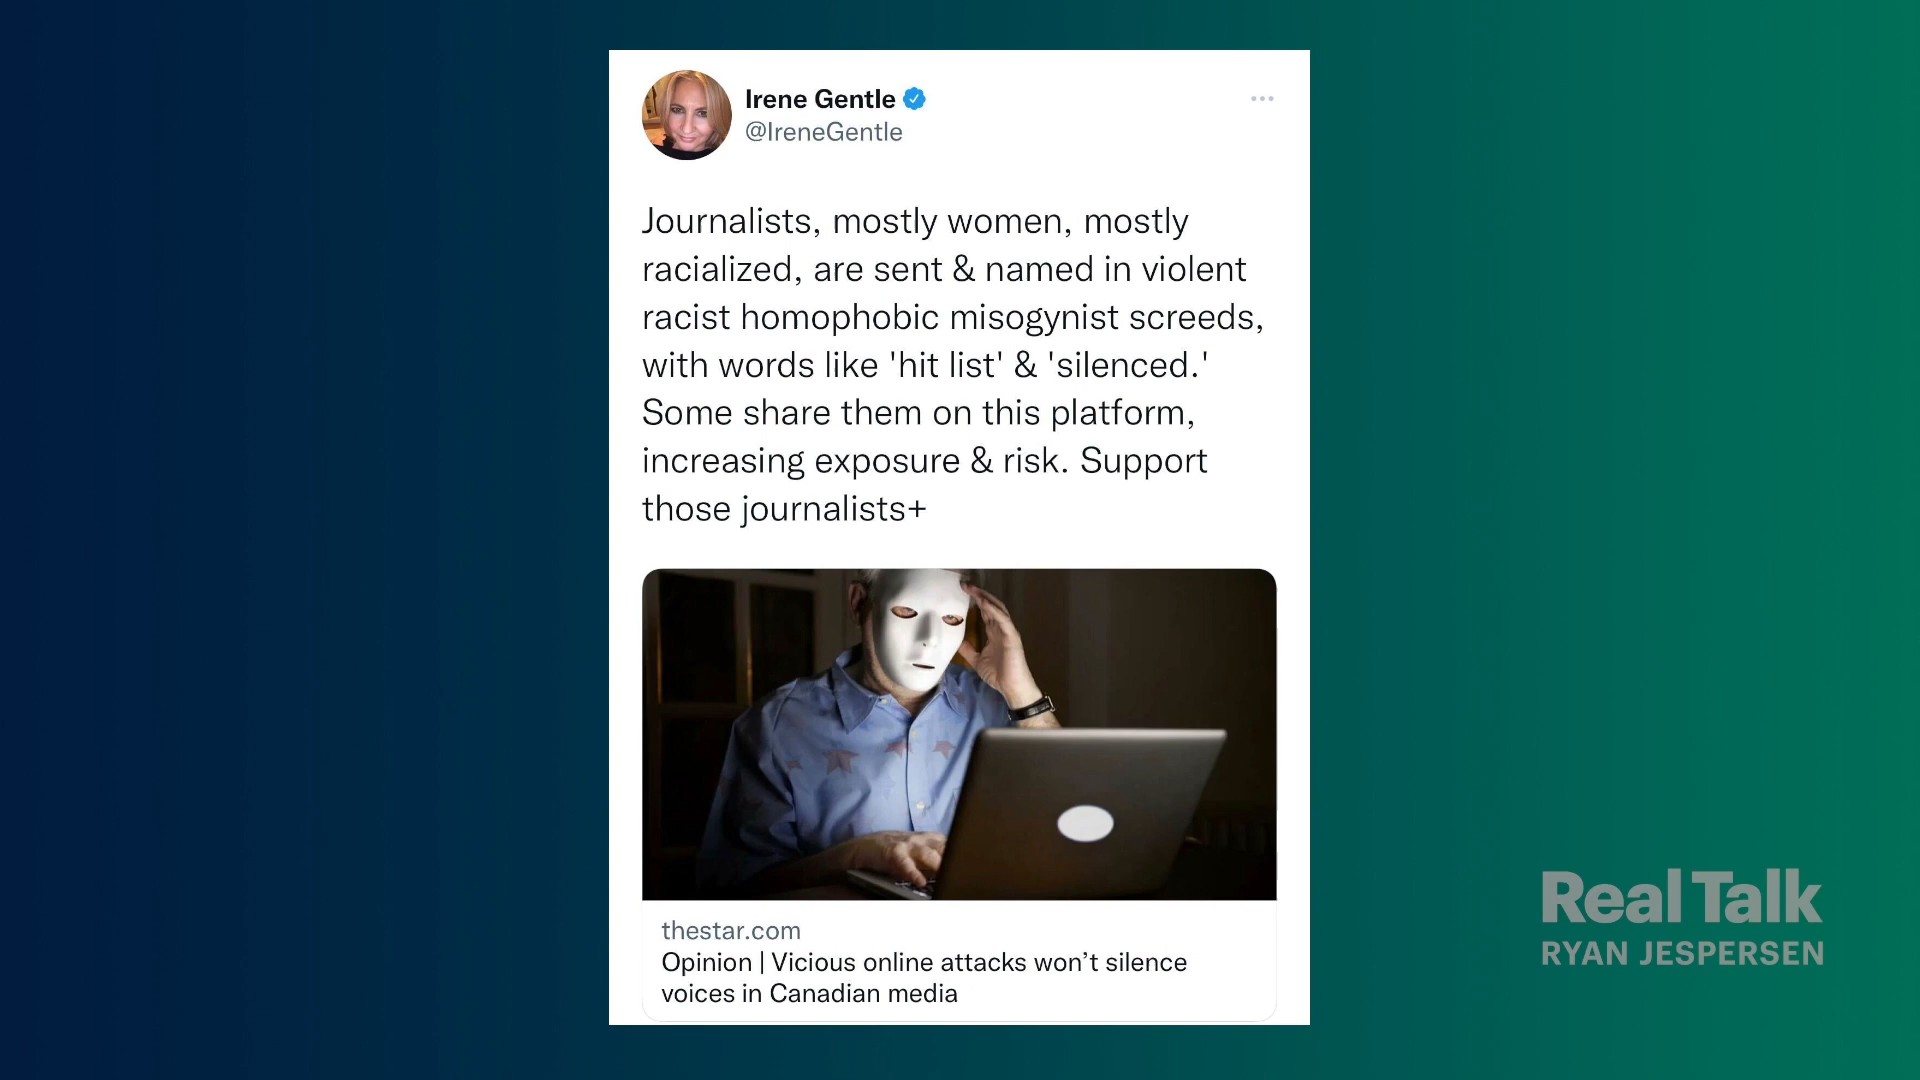 Irene Gentle
@IreneGentle
Journalists, mostly women, mostly
racialized, are sent & named in violent
racist homophobic misogynist screeds,
with words like 'hit list' & 'silenced.'
Some share them on this platform,
increasing exposure & risk. Support
those journalists+
thestar.com
Opinion | Vicious online attacks won’t silence
voices in Canadian media
Real Talk
RYAN JESPERSEN